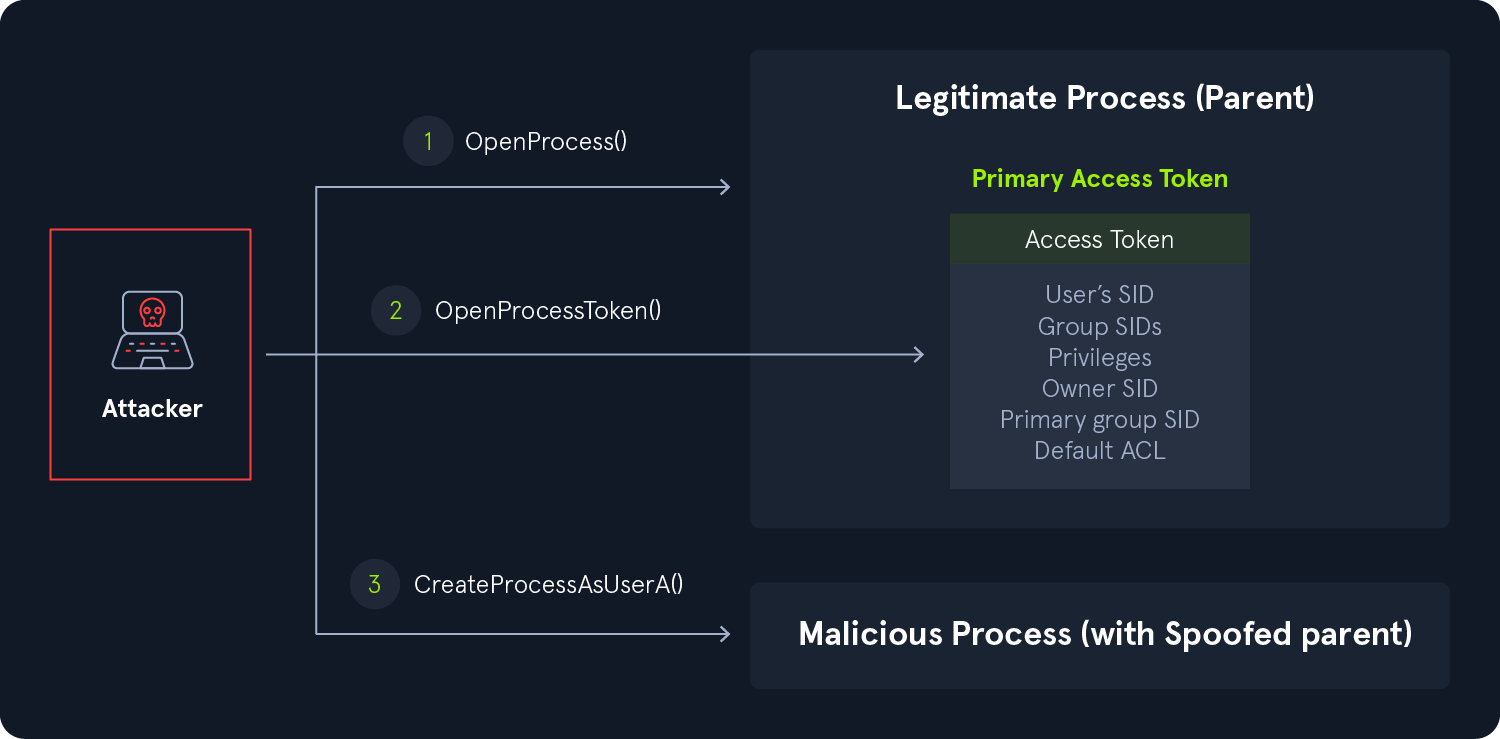 Legitimate Process (Parent)
1 OpenProcess()
Primary Access Token
Access Token
User’s SID
2 OpenProcessToken()
Group SIDs
Privileges
Owner SID
Primary group SID
Default ACL
Attacker
3 CreateProcessAsUserA()
Malicious Process (with Spoofed parent)